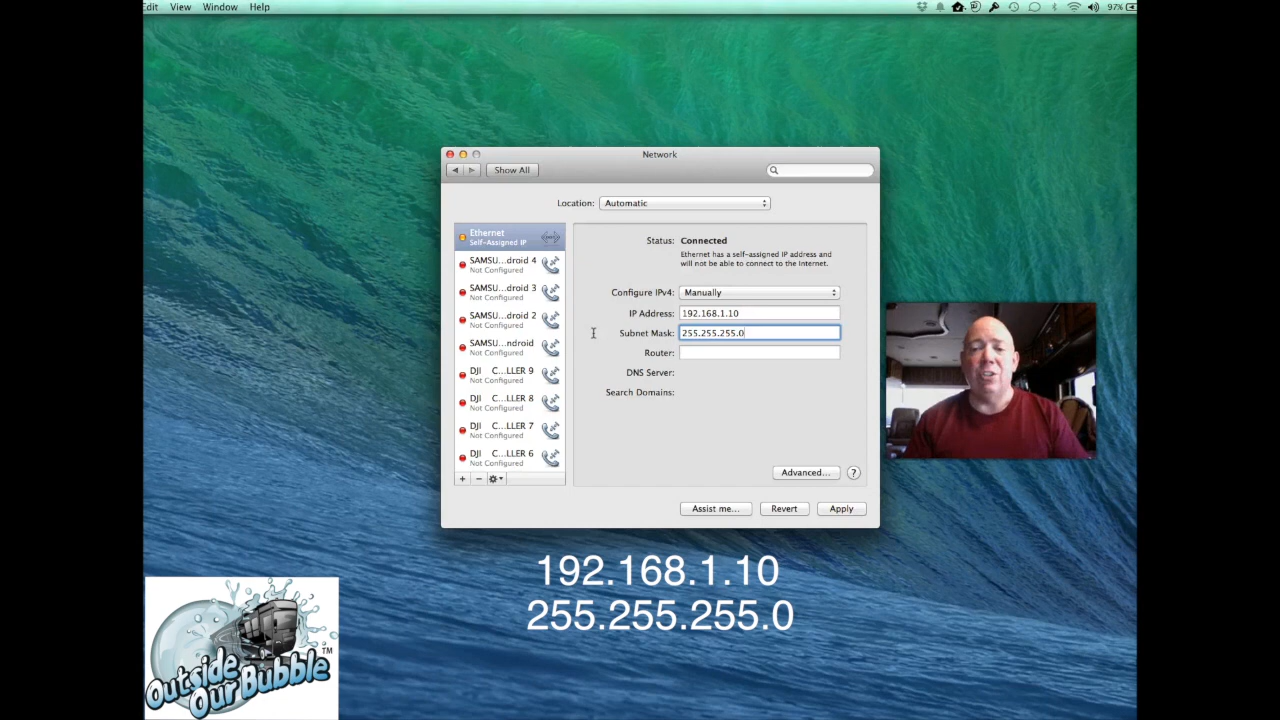 Edit View Window Help 97%
Network
Show All
Location: Automatic
Ethernet
Self-Assigned IP
SAMSU...droid 4
Not Configured
SAMSU...droid 3
Not Configured
SAMSU...droid 2
Not Configured
SAMSU...ndroid
Not Configured
DJI C...LLER 9
Not Configured
DJI C...LLER 8
Not Configured
DJI C...LLER 7
Not Configured
DJI C...LLER 6
Not Configured
Status: Connected
Ethernet has a self-assigned IP address and
will not be able to connect to the Internet.
Configure IPv4: Manually
IP Address: 192.168.1.10
Subnet Mask: 255.255.255.0
Router:
DNS Server:
Search Domains:
Advanced... ?
Assist me... Revert Apply
192.168.1.10
255.255.255.0
Outside
Our Bubble™